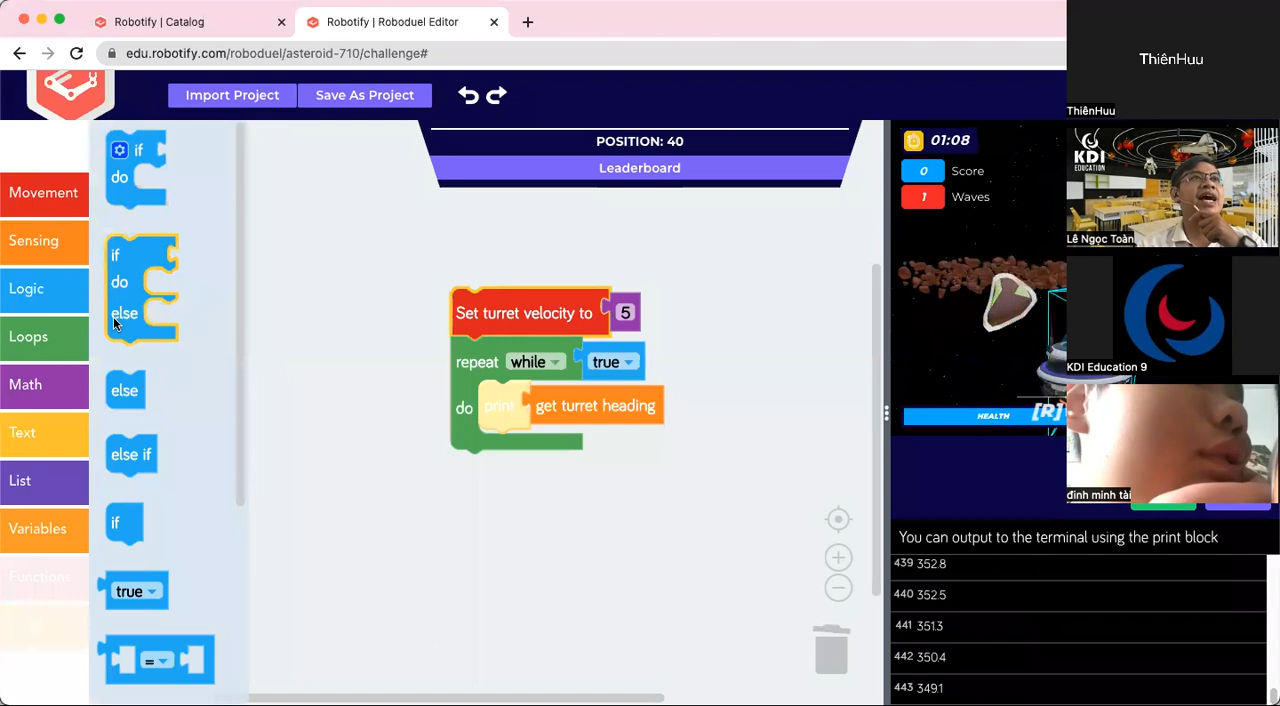 Robotify | Catalog
Robotify | Roboduel Editor
edu.robotify.com/roboduel/asteroid-710/challenge#
Import Project
Save As Project
POSITION: 40
Leaderboard
Movement
Sensing
Logic
Loops
Math
Text
List
Variables
Functions
if
do
if
do
else
else
else if
if
true
=
Set turret velocity to 5
repeat while true
do print get turret heading
01:08
0 Score
1 Waves
HEALTH
[R]
You can output to the terminal using the print block
439 352.8
440 352.5
441 351.3
442 350.4
443 349.1
ThiênHuu
ThiênHuu
KDI
EDUCATION
Lê Ngọc Toàn
KDI Education 9
đinh minh tài